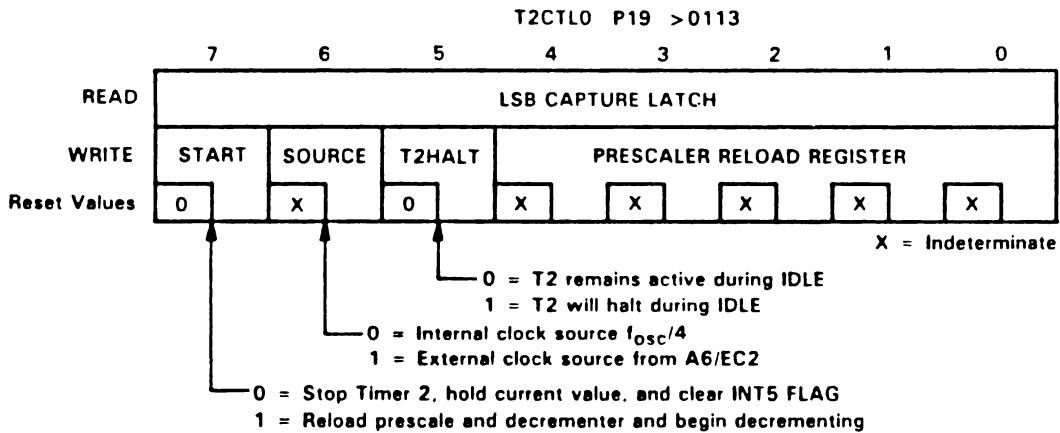 T2CTL0 P19 >0113
7 6 5 4 3 2 1 0
READ LSB CAPTURE LATCH
WRITE START SOURCE T2HALT PRESCALER RELOAD REGISTER
Reset Values 0 X 0 X X X X X
X = Indeterminate
0 = T2 remains active during IDLE
1 = T2 will halt during IDLE
0 = Internal clock source fosc/4
1 = External clock source from A6/EC2
0 = Stop Timer 2, hold current value, and clear INT5 FLAG
1 = Reload prescale and decrementer and begin decrementing